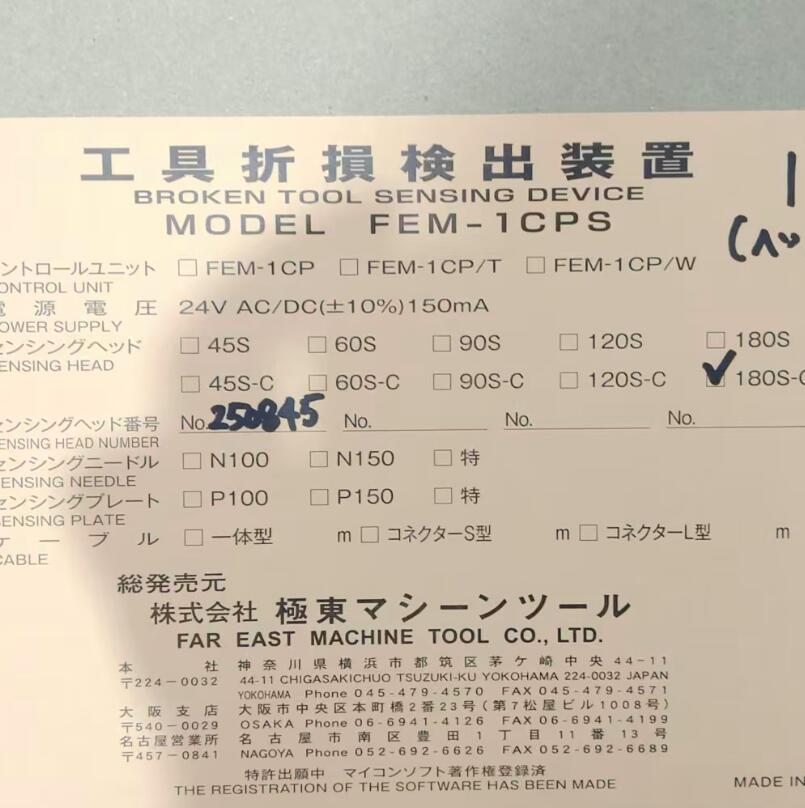 工具折損検出装置
BROKEN TOOL SENSING DEVICE
MODEL FEM-1CPS
(ヘッ
ントロールユニット □ FEM-1CP □ FEM-1CP/T □ FEM-1CP/W
ONTROL UNIT
電源電圧 24V AC/DC(±10%)150mA
OWER SUPPLY
センシングヘッド □ 45S □ 60S □ 90S □ 120S □ 180S
ENSING HEAD
□ 45S-C □ 60S-C □ 90S-C □ 120S-C ☑ 180S-C
センシングヘッド番号 No.250845 No. No. No.
ENSING HEAD NUMBER
センシングニードル □ N100 □ N150 □ 特
ENSING NEEDLE
センシングプレート □ P100 □ P150 □ 特
SENSING PLATE
ケーブル □ 一体型 m □ コネクターS型 m □ コネクターL型 m
CABLE
総発売元
株式会社 極東マシーンツール
FAR EAST MACHINE TOOL CO., LTD.
本社 神奈川県横浜市都筑区茅ケ崎中央44-11
〒224-0032 44-11 CHIGASAKICHUO TSUZUKI-KU YOKOHAMA 224-0032 JAPAN
YOKOHAMA Phone 045-479-4570 FAX 045-479-4571
大阪支店 大阪市中央区本町橋2番23号(第7松屋ビル1008号)
〒540-0029 OSAKA Phone 06-6941-4126 FAX 06-6941-4199
名古屋営業所 名古屋市南区豊田1丁目11番13号
〒457-0841 NAGOYA Phone 052-692-6626 FAX 052-692-6689
特許出願中 マイコンソフト著作権登録済
THE REGISTRATION OF THE SOFTWARE HAS BEEN MADE
MADE IN